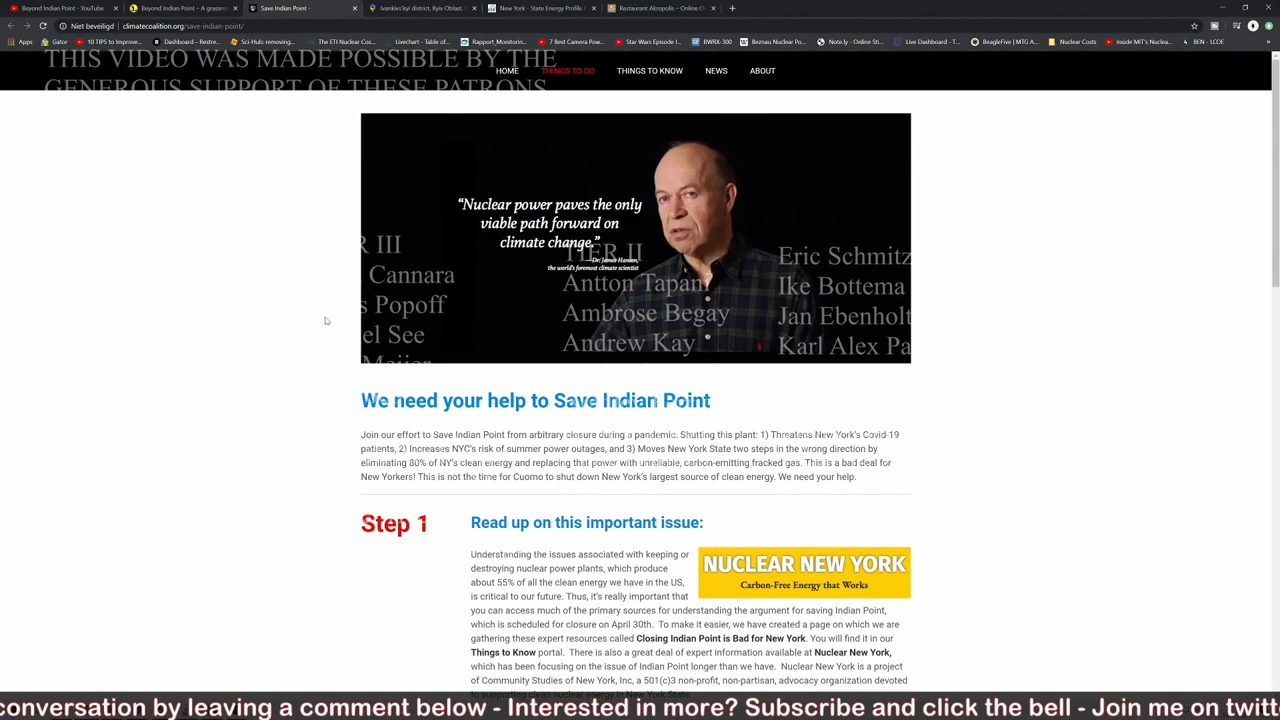 Beyond Indian Point - YouTube
Beyond Indian Point – A grassro
Save Indian Point -
Ivankivs'kyi district, Kyiv Oblast,
New York - State Energy Profile
Restaurant Akropolis – Online O
Niet beveiligd | climatecoalition.org/save-indian-point/
Apps
Gator
10 TIPS to Improve...
Dashboard - Restre...
Sci-Hub: removing...
The ETI Nuclear Cos...
Livechart - Table of...
Rapport_Monitorin...
7 Best Camera Pow...
Star Wars Episode I...
BWRX-300
Beznau Nuclear Po...
Note.ly - Online Sti...
Live Dashboard - T...
BeagleFive | MTG A...
Nuclear Costs
Inside MIT's Nuclea...
BEN - LCOE
THIS VIDEO WAS MADE POSSIBLE BY THE
GENEROUS SUPPORT OF THESE PATRONS
HOME
THINGS TO DO
THINGS TO KNOW
NEWS
ABOUT
“Nuclear power paves the only
viable path forward on
climate change.”
Dr. James Hansen,
the world's foremost climate scientist
R III
Cannara
s Popoff
el See
Meijer
TIER II
Antton Tapani
Ambrose Begay
Andrew Kay
Eric Schmitz
Ike Bottema
Jan Ebenholt
Karl Alex Pa
We need your help to Save Indian Point
Join our effort to Save Indian Point from arbitrary closure during a pandemic. Shutting this plant: 1) Threatens New York's Covid-19
patients, 2) Increases NYC's risk of summer power outages, and 3) Moves New York State two steps in the wrong direction by
eliminating 80% of NY's clean energy and replacing that power with unreliable, carbon-emitting fracked gas. This is a bad deal for
New Yorkers! This is not the time for Cuomo to shut down New York's largest source of clean energy. We need your help.
Step 1
Read up on this important issue:
Understanding the issues associated with keeping or
destroying nuclear power plants, which produce
about 55% of all the clean energy we have in the US,
is critical to our future. Thus, it's really important that
you can access much of the primary sources for understanding the argument for saving Indian Point,
which is scheduled for closure on April 30th. To make it easier, we have created a page on which we are
gathering these expert resources called Closing Indian Point is Bad for New York. You will find it in our
Things to Know portal. There is also a great deal of expert information available at Nuclear New York,
which has been focusing on the issue of Indian Point longer than we have. Nuclear New York is a project
of Community Studies of New York, Inc, a 501(c)3 non-profit, non-partisan, advocacy organization devoted
to supporting clean nuclear energy in New York State.
NUCLEAR NEW YORK
Carbon-Free Energy that Works
conversation by leaving a comment below - Interested in more? Subscribe and click the bell - Join me on twitt